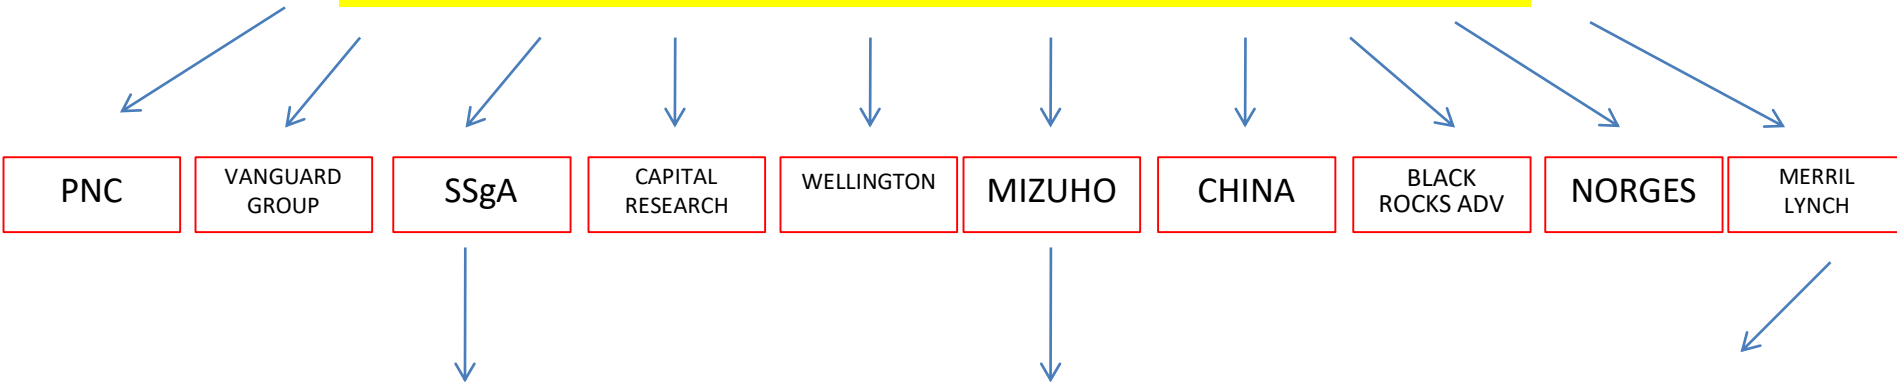 PNC
VANGUARD
GROUP
SSgA
CAPITAL
RESEARCH
WELLINGTON
MIZUHO
CHINA
BLACK
ROCKS ADV
NORGES
MERRIL
LYNCH